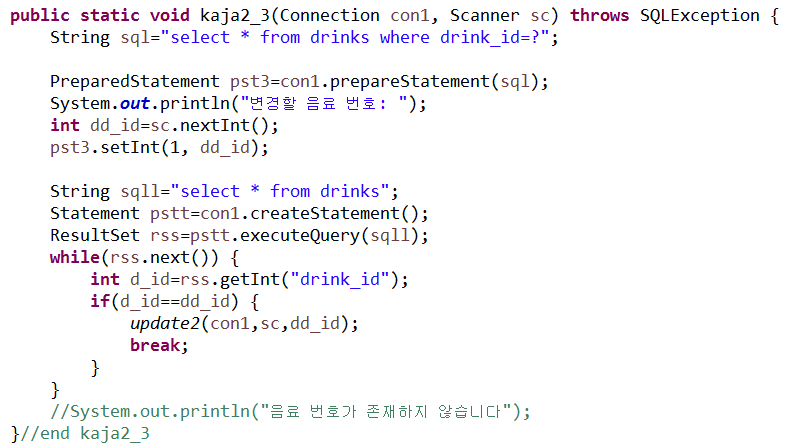 public static void kaja2_3(Connection con1, Scanner sc) throws SQLException {
    String sql="select * from drinks where drink_id=?";

    PreparedStatement pst3=con1.prepareStatement(sql);
    System.out.println("변경할 음료 번호: ");
    int dd_id=sc.nextInt();
    pst3.setInt(1, dd_id);

    String sqll="select * from drinks";
    Statement pstt=con1.createStatement();
    ResultSet rss=pstt.executeQuery(sqll);
    while(rss.next()) {
        int d_id=rss.getInt("drink_id");
        if(d_id==dd_id) {
            update2(con1,sc,dd_id);
            break;
        }
    }
    //System.out.println("음료 번호가 존재하지 않습니다");
}//end kaja2_3